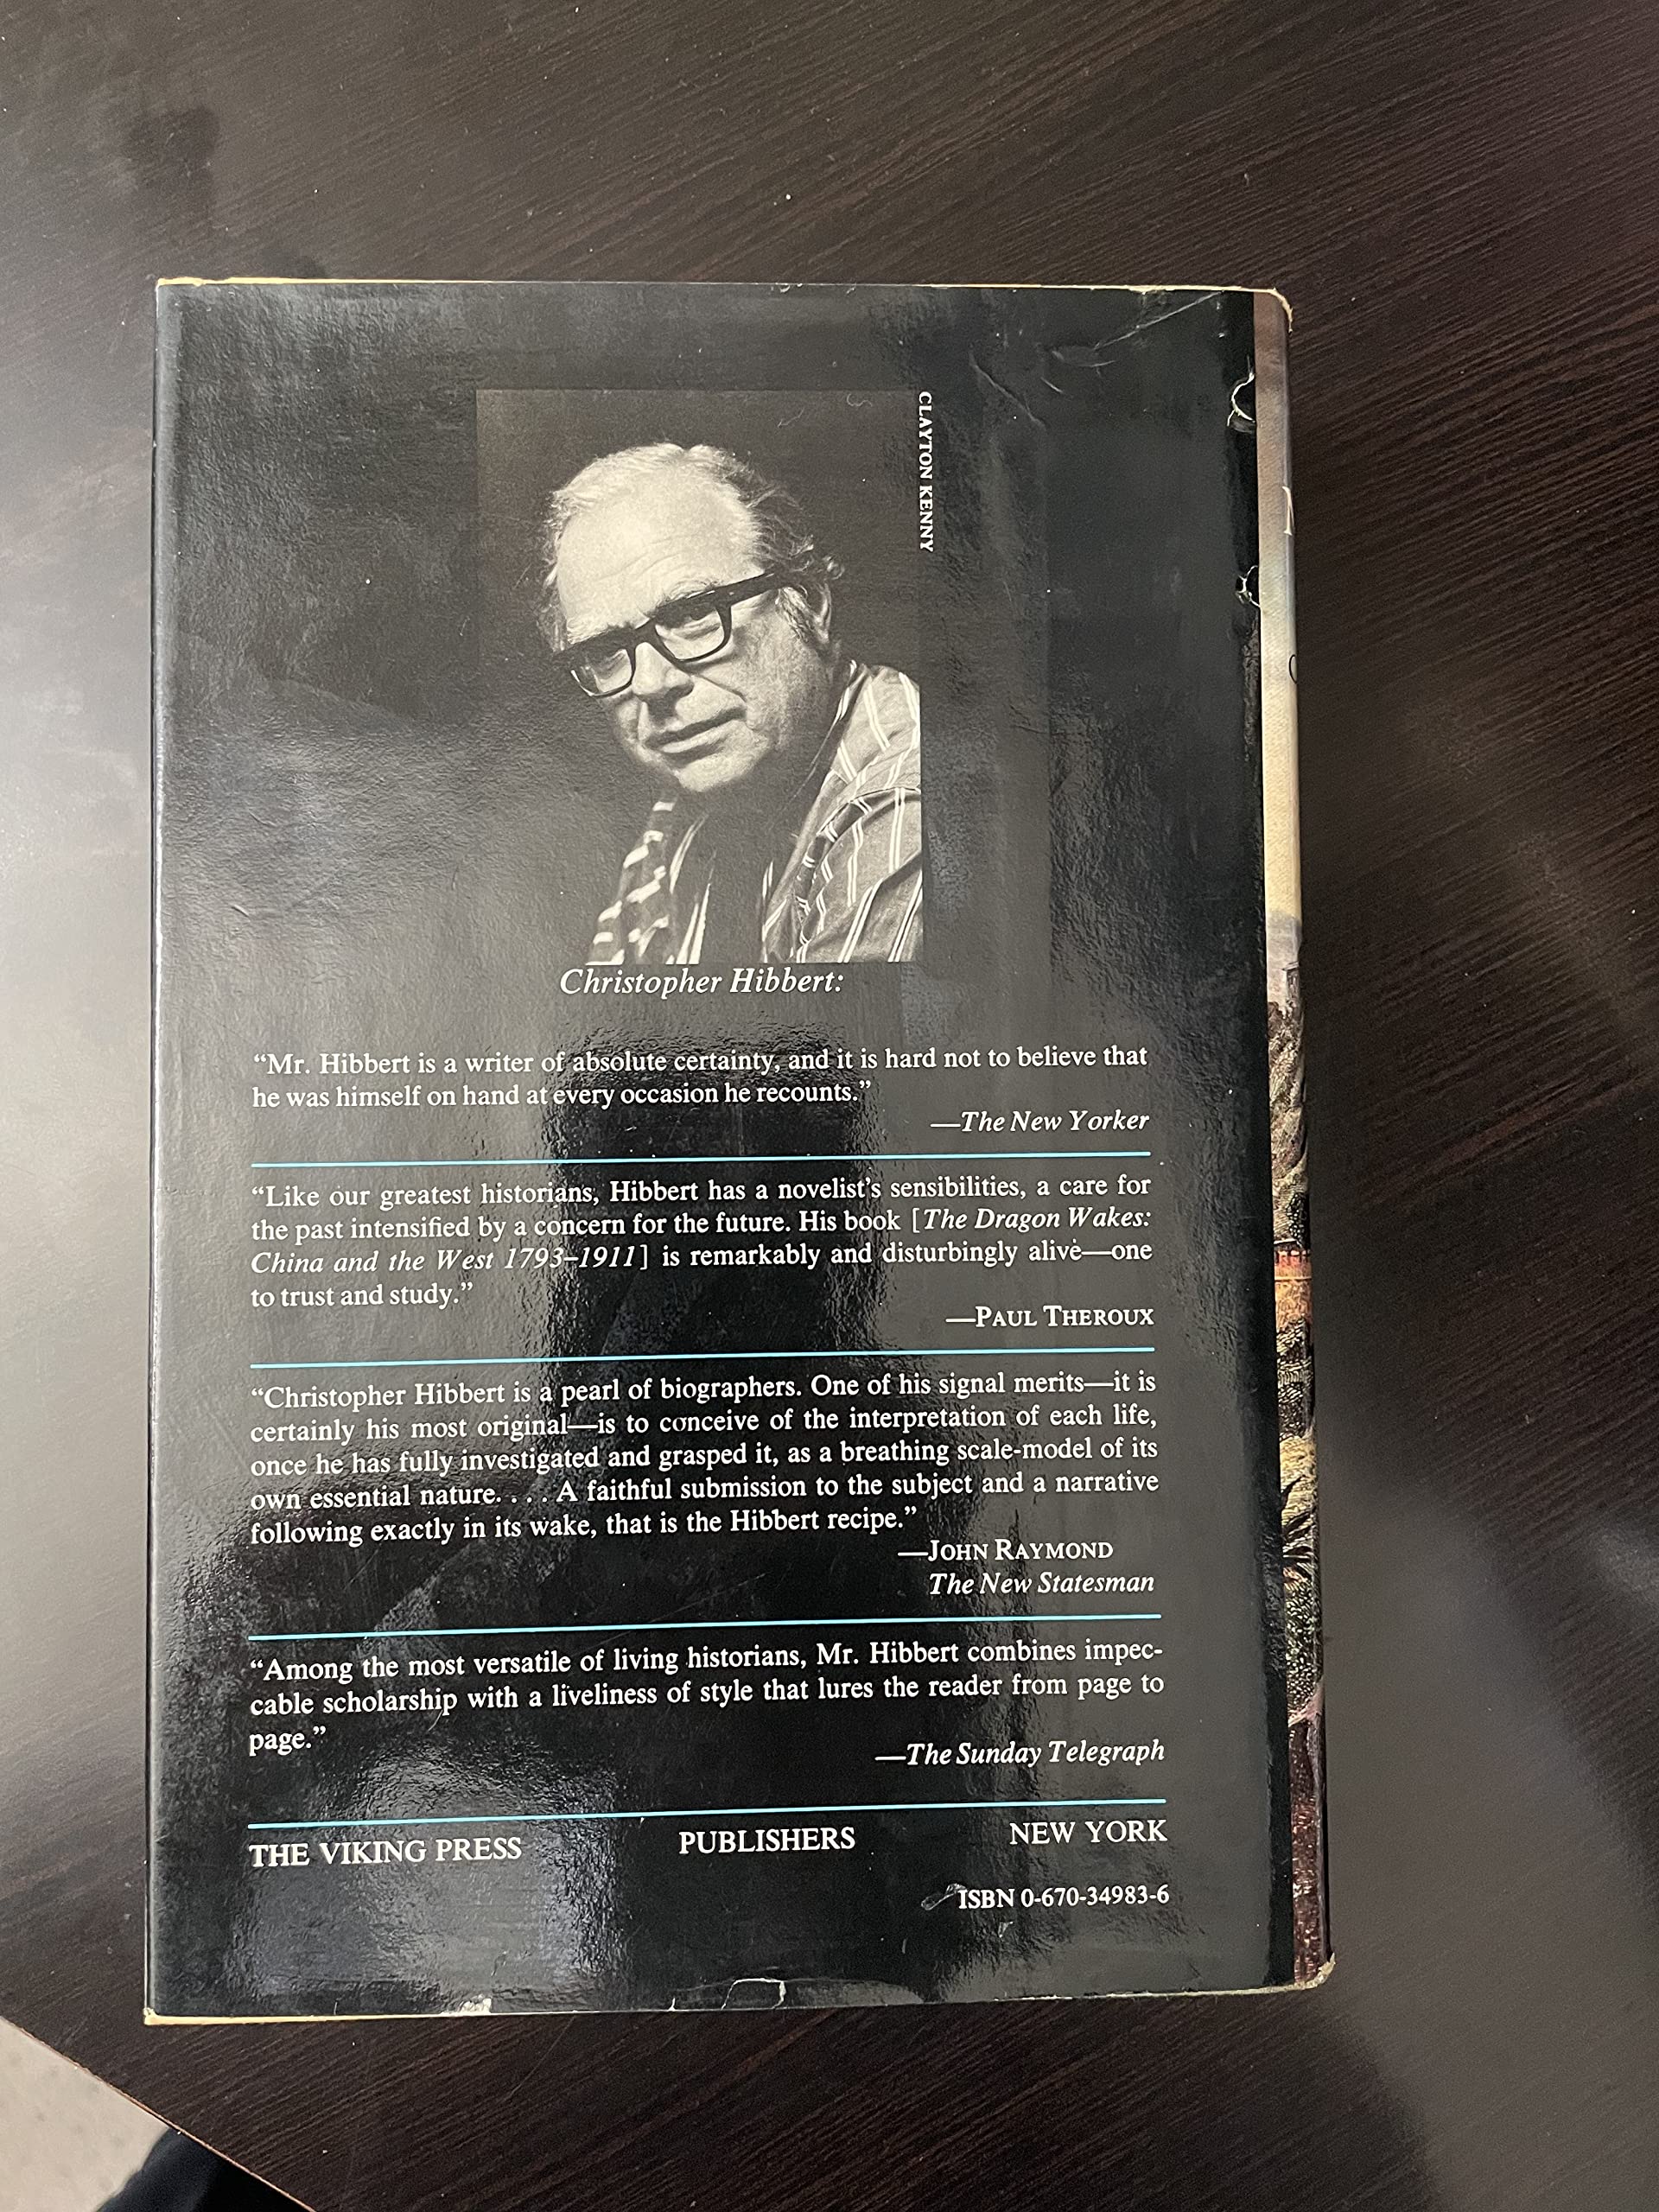 CLAYTON KENNY
Christopher Hibbert:
“Mr. Hibbert is a writer of absolute certainty, and it is hard not to believe that
he was himself on hand at every occasion he recounts.”
—The New Yorker
“Like our greatest historians, Hibbert has a novelist’s sensibilities, a care for
the past intensified by a concern for the future. His book [The Dragon Wakes:
China and the West 1793–1911] is remarkably and disturbingly alive—one
to trust and study.”
—PAUL THEROUX
“Christopher Hibbert is a pearl of biographers. One of his signal merits—it is
certainly his most original—is to conceive of the interpretation of each life,
once he has fully investigated and grasped it, as a breathing scale-model of its
own essential nature. . . . A faithful submission to the subject and a narrative
following exactly in its wake, that is the Hibbert recipe.”
—JOHN RAYMOND
The New Statesman
“Among the most versatile of living historians, Mr. Hibbert combines impec-
cable scholarship with a liveliness of style that lures the reader from page to
page.”
—The Sunday Telegraph
THE VIKING PRESS PUBLISHERS NEW YORK
ISBN 0-670-34983-6